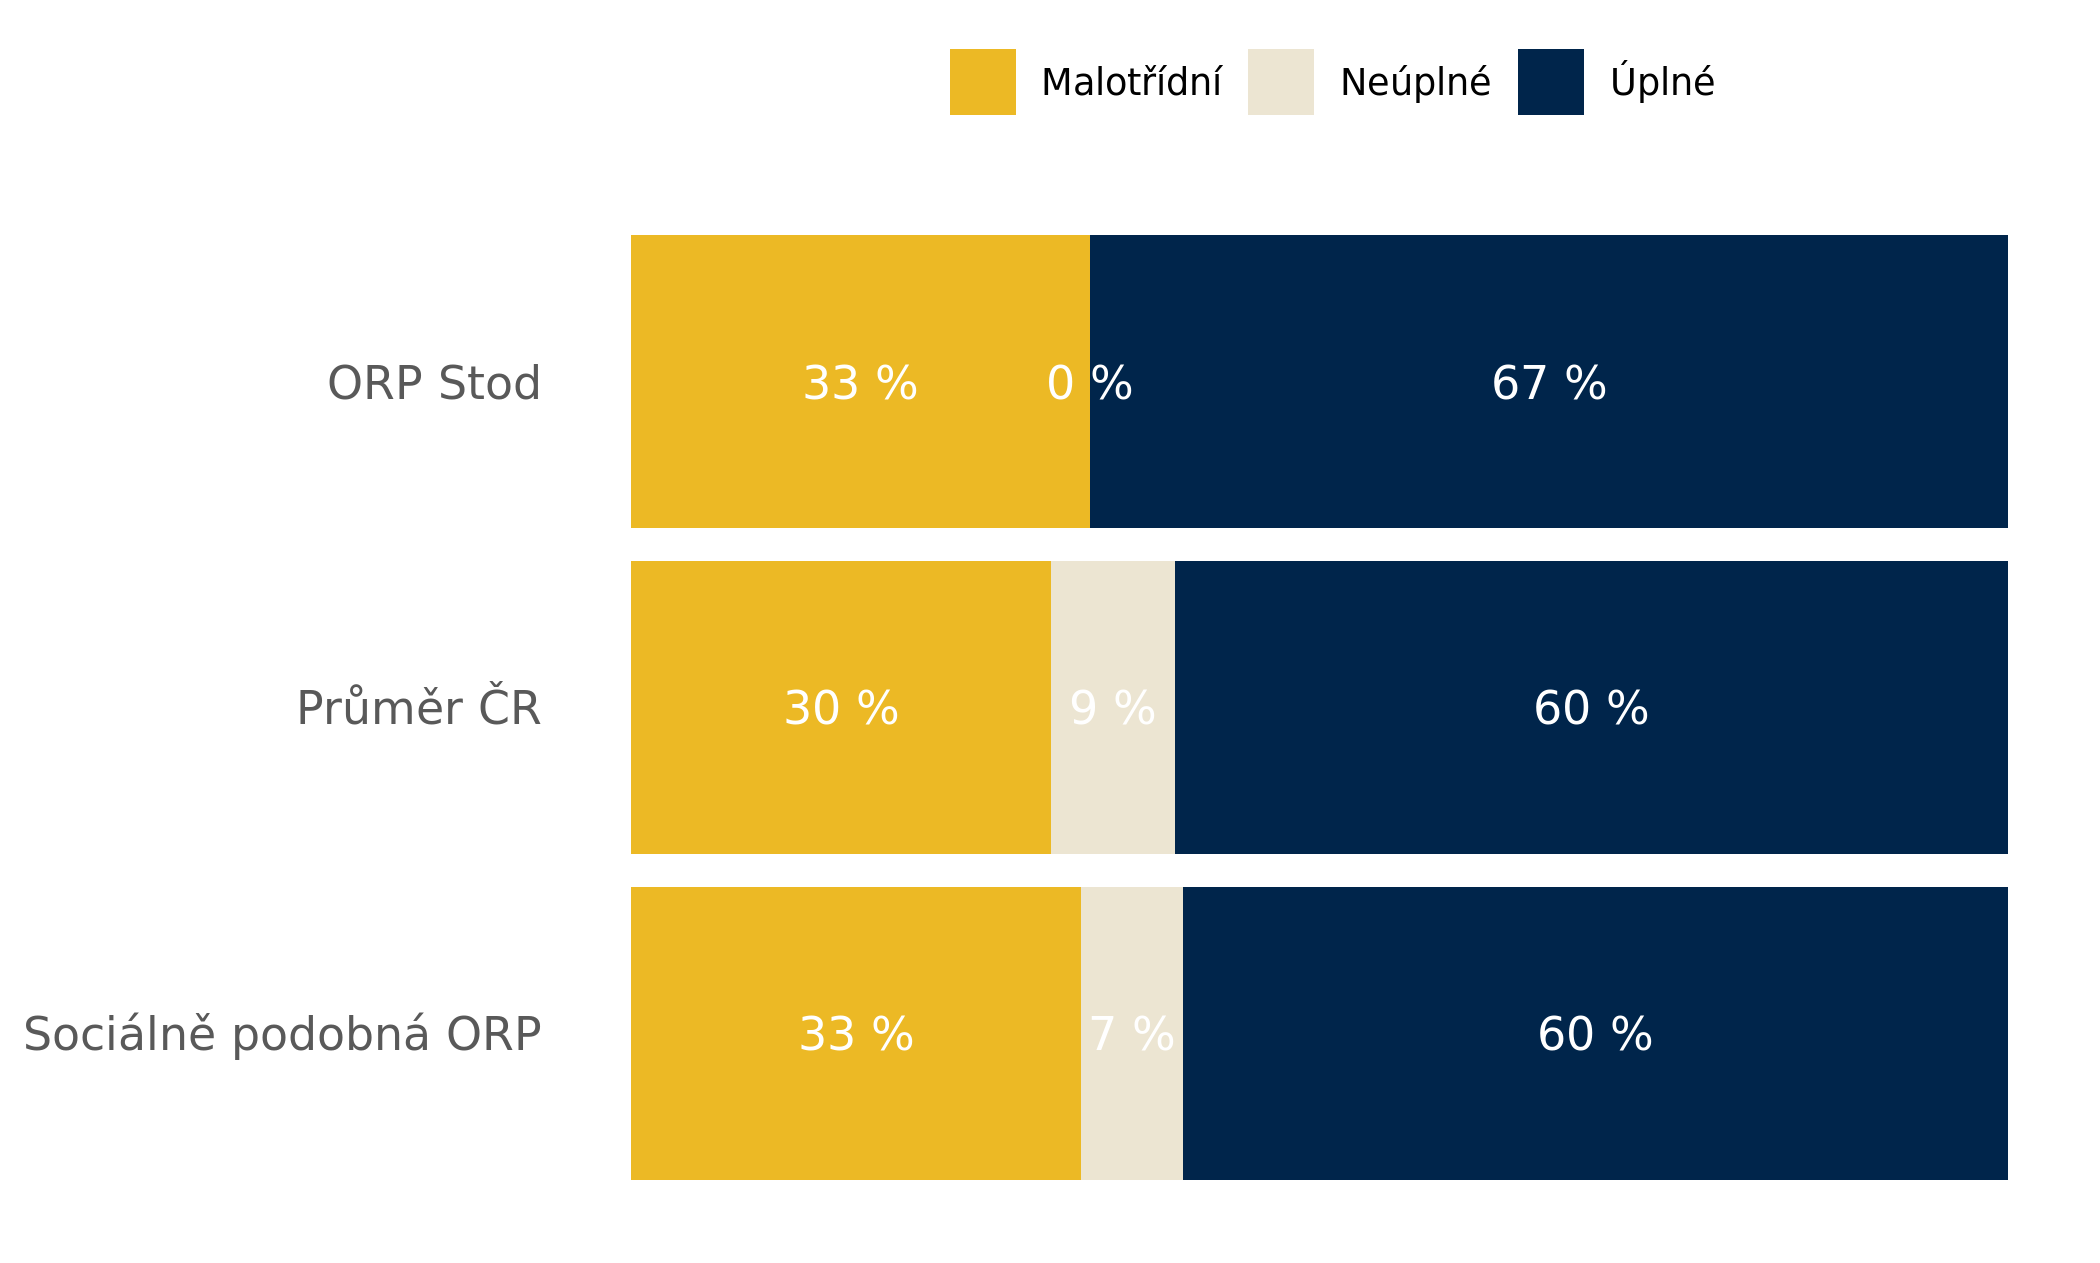 Malotřídní Neúplné Úplné
ORP Stod 33 % 0 % 67 %
Průměr ČR 30 % 9 % 60 %
Sociálně podobná ORP 33 % 7 % 60 %